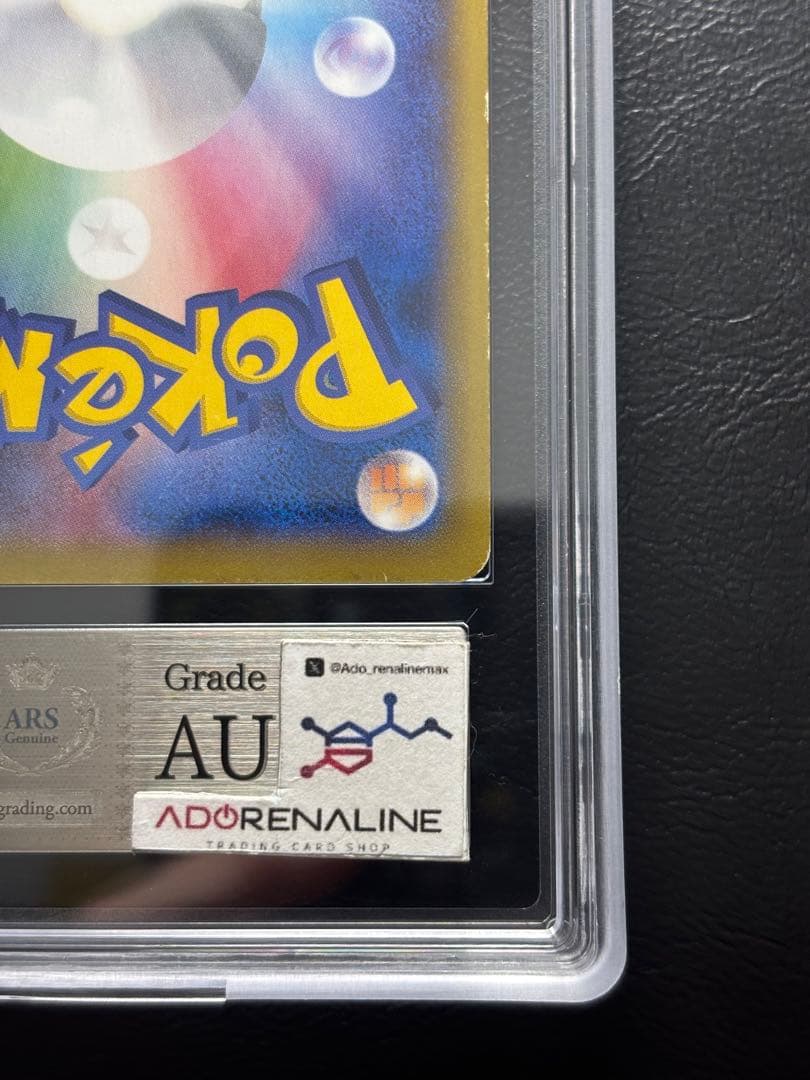 Poké
ARS
Genuine
grading.com
Grade
AU
@Ado_renalinemax
ADORENALINE
TRADING CARD SHOP